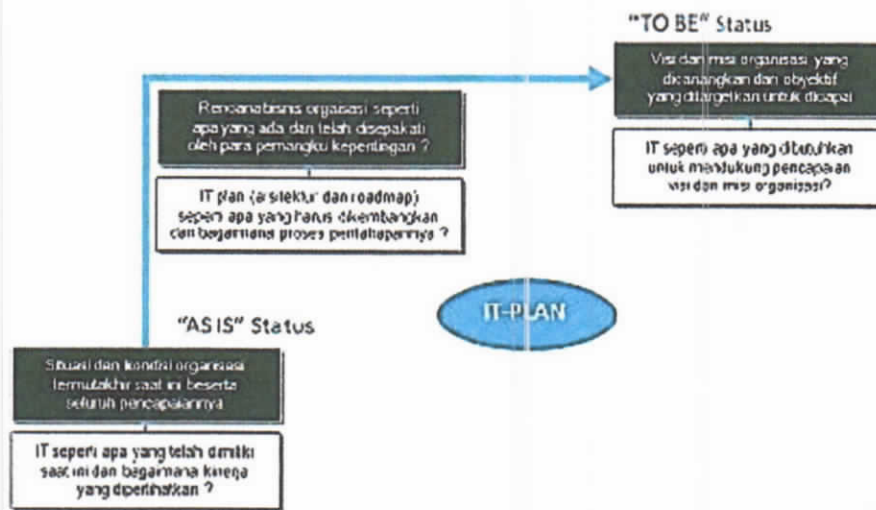 "TO BE" Status
Visi dan misi organisasi yang
dicanangkan dan obyektif
yang ditargetkan untuk dicapai
IT seperti apa yang dibutuhkan
untuk mendukung pencapaian
visi dan misi organisasi?
Rencana bisnis orgaisasi seperti
apa yang ada dan telah disepakati
oleh para pemangku kepentingan ?
IT plan (arsitektur dan roadmap)
seperti apa yang harus dikembangkan
dan bagaimana proses pentahapannya ?
IT-PLAN
"AS IS" Status
Situasi dan kondisi organisasi
termutakhir saat ini beserta
seluruh pencapaiannya
IT seperti apa yang telah dimiliki
saat ini dan bagaimana kinerja
yang diperlihatkan ?